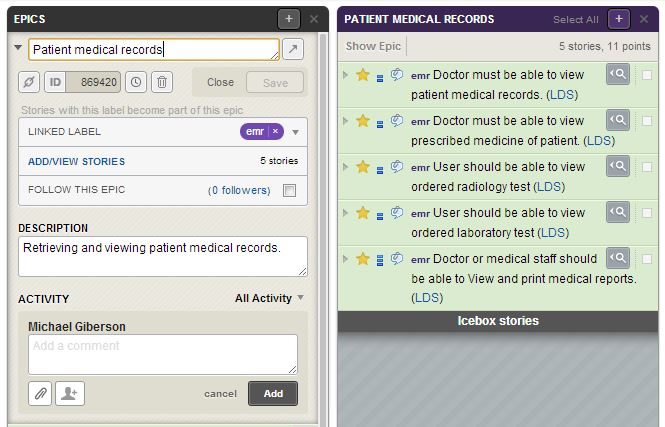 EPICS
Patient medical records
ID 869420
Close Save
Stories with this label become part of this epic
LINKED LABEL emr ×
ADD/VIEW STORIES 5 stories
FOLLOW THIS EPIC (0 followers)
DESCRIPTION
Retrieving and viewing patient medical records.
ACTIVITY All Activity
Michael Giberson
Add a comment
cancel Add
PATIENT MEDICAL RECORDS Select All
Show Epic 5 stories, 11 points
emr Doctor must be able to view
patient medical records. (LDS)
emr Doctor must be able to view
prescribed medicine of patient. (LDS)
emr User should be able to view
ordered radiology test (LDS)
emr User should be able to view
ordered laboratory test (LDS)
emr Doctor or medical staff should
be able to View and print medical reports.
(LDS)
Icebox stories